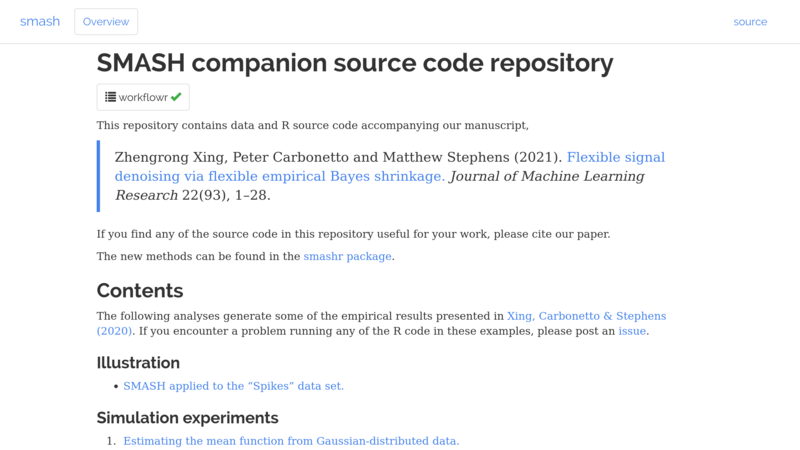 smash
Overview
source
SMASH companion source code repository
workflowr
This repository contains data and R source code accompanying our manuscript,
Zhengrong Xing, Peter Carbonetto and Matthew Stephens (2021). Flexible signal
denoising via flexible empirical Bayes shrinkage. Journal of Machine Learning
Research 22(93), 1–28.
If you find any of the source code in this repository useful for your work, please cite our paper.
The new methods can be found in the smashr package.
Contents
The following analyses generate some of the empirical results presented in Xing, Carbonetto & Stephens
(2020). If you encounter a problem running any of the R code in these examples, please post an issue.
Illustration
• SMASH applied to the “Spikes” data set.
Simulation experiments
1. Estimating the mean function from Gaussian-distributed data.